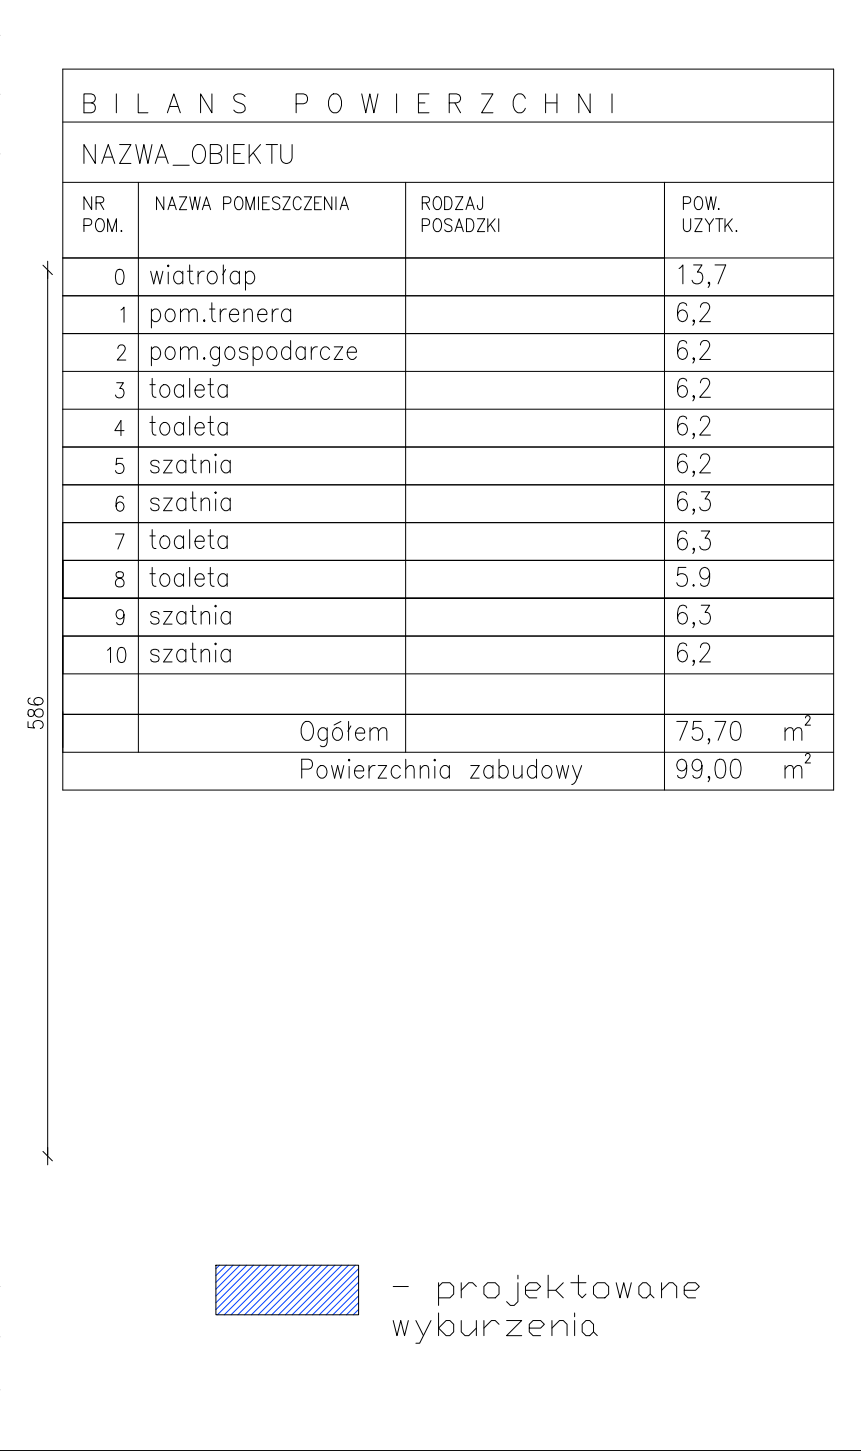 BILANS POWIERZCHNI
NAZWA_OBIEKTU
NR POM. NAZWA POMIESZCZENIA RODZAJ POSADZKI POW. UZYTK.
0 wiatrołap 13,7
1 pom.trenera 6,2
2 pom.gospodarcze 6,2
3 toaleta 6,2
4 toaleta 6,2
5 szatnia 6,2
6 szatnia 6,3
7 toaleta 6,3
8 toaleta 5.9
9 szatnia 6,3
10 szatnia 6,2
Ogółem 75,70 m²
Powierzchnia zabudowy 99,00 m²
586
- projektowane
wyburzenia